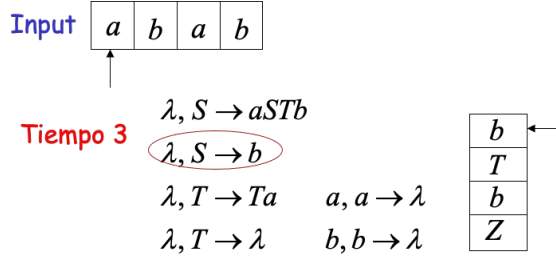 Input a b a b
λ, S → aSTb
Tiempo 3
λ, S → b
λ, T → Ta a, a → λ
λ, T → λ b, b → λ
b
T
b
Z